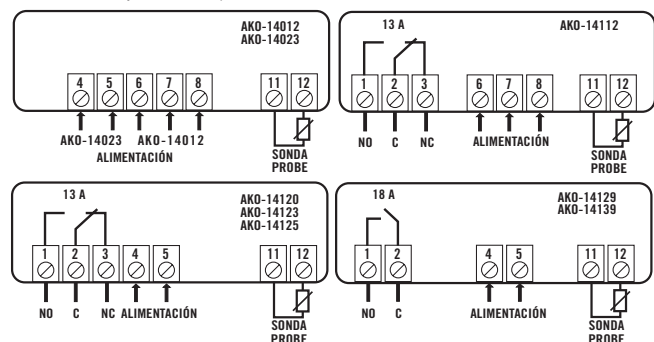 AKO-14012
AKO-14023
4 5 6 7 8 11 12
AKO-14023 AKO-14012
ALIMENTACIÓN
SONDA
PROBE
13 A
AKO-14112
1 2 3 6 7 8 11 12
NO C NC ALIMENTACIÓN
SONDA
PROBE
13 A
AKO-14120
AKO-14123
AKO-14125
1 2 3 4 5 11 12
NO C NC ALIMENTACIÓN
SONDA
PROBE
18 A
AKO-14129
AKO-14139
1 2 4 5 11 12
NO C ALIMENTACIÓN
SONDA
PROBE